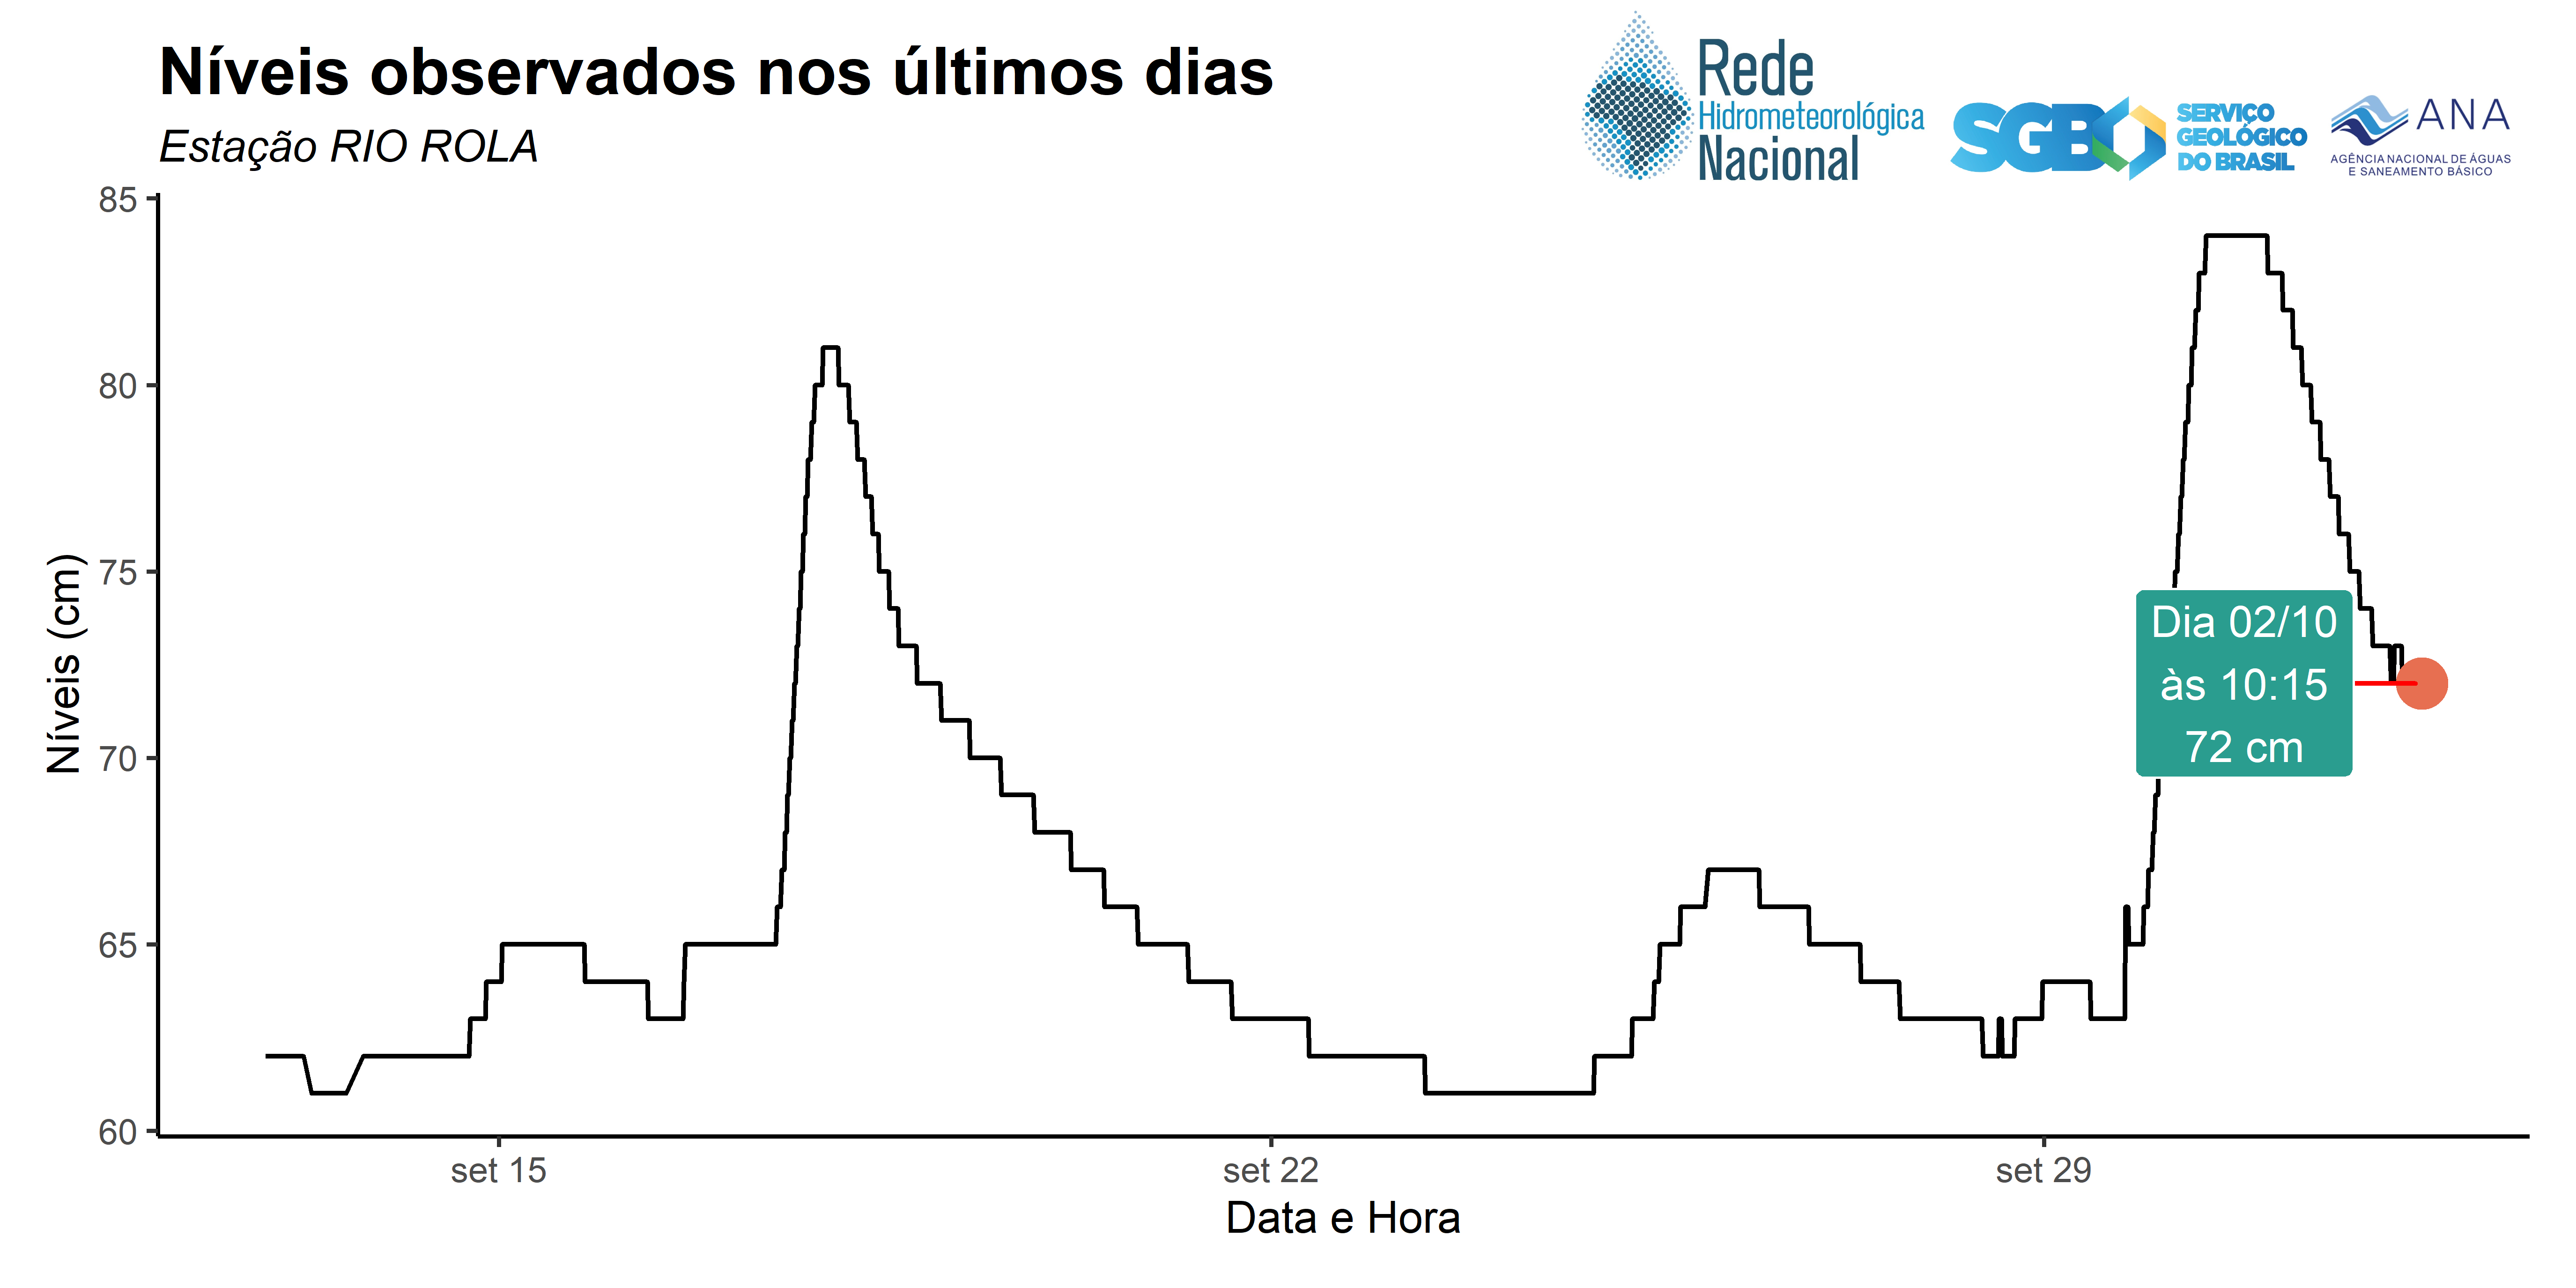 Níveis observados nos últimos dias
Estação RIO ROLA
Rede
Hidrometeorológica
Nacional
SGB
SERVIÇO
GEOLÓGICO
DO BRASIL
ANA
AGÊNCIA NACIONAL DE ÁGUAS
E SANEAMENTO BÁSICO
Níveis (cm)
85
80
75
70
65
60
Dia 02/10
às 10:15
72 cm
set 15
set 22
set 29
Data e Hora